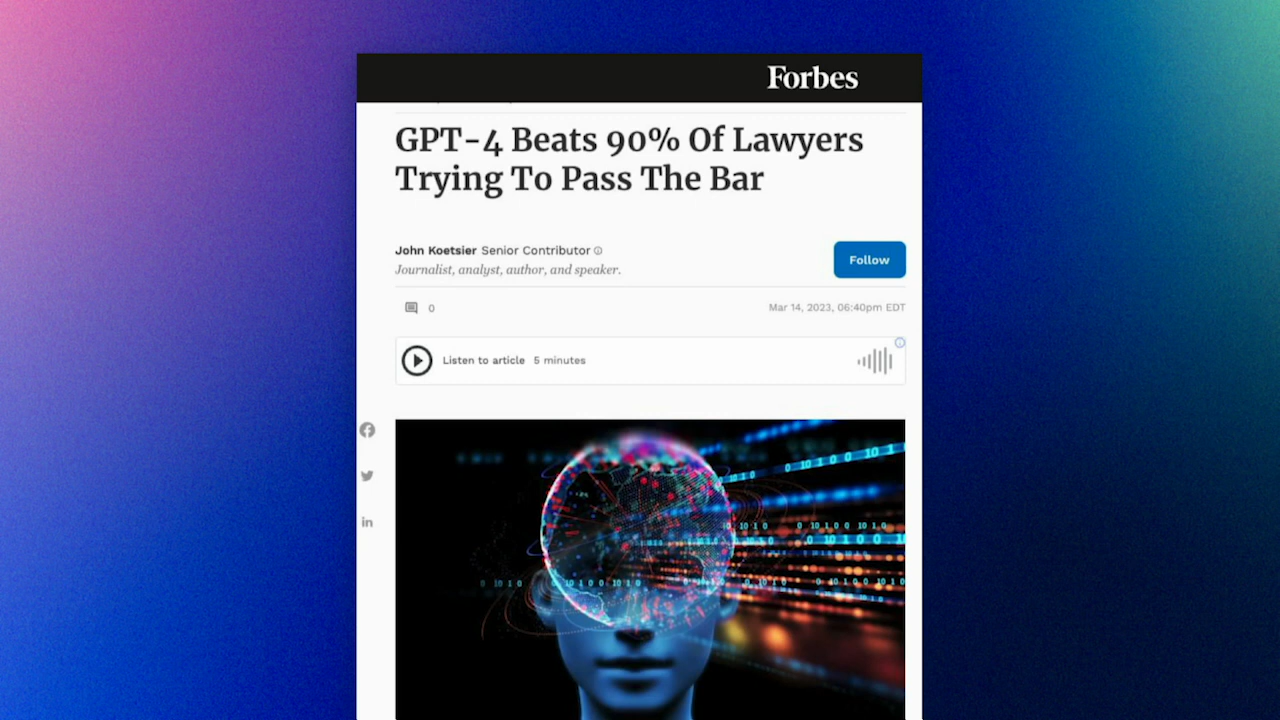 Forbes
GPT-4 Beats 90% Of Lawyers
Trying To Pass The Bar
John Koetsier Senior Contributor
Follow
Journalist, analyst, author, and speaker.
0
Mar 14, 2023, 06:40pm EDT
Listen to article 5 minutes